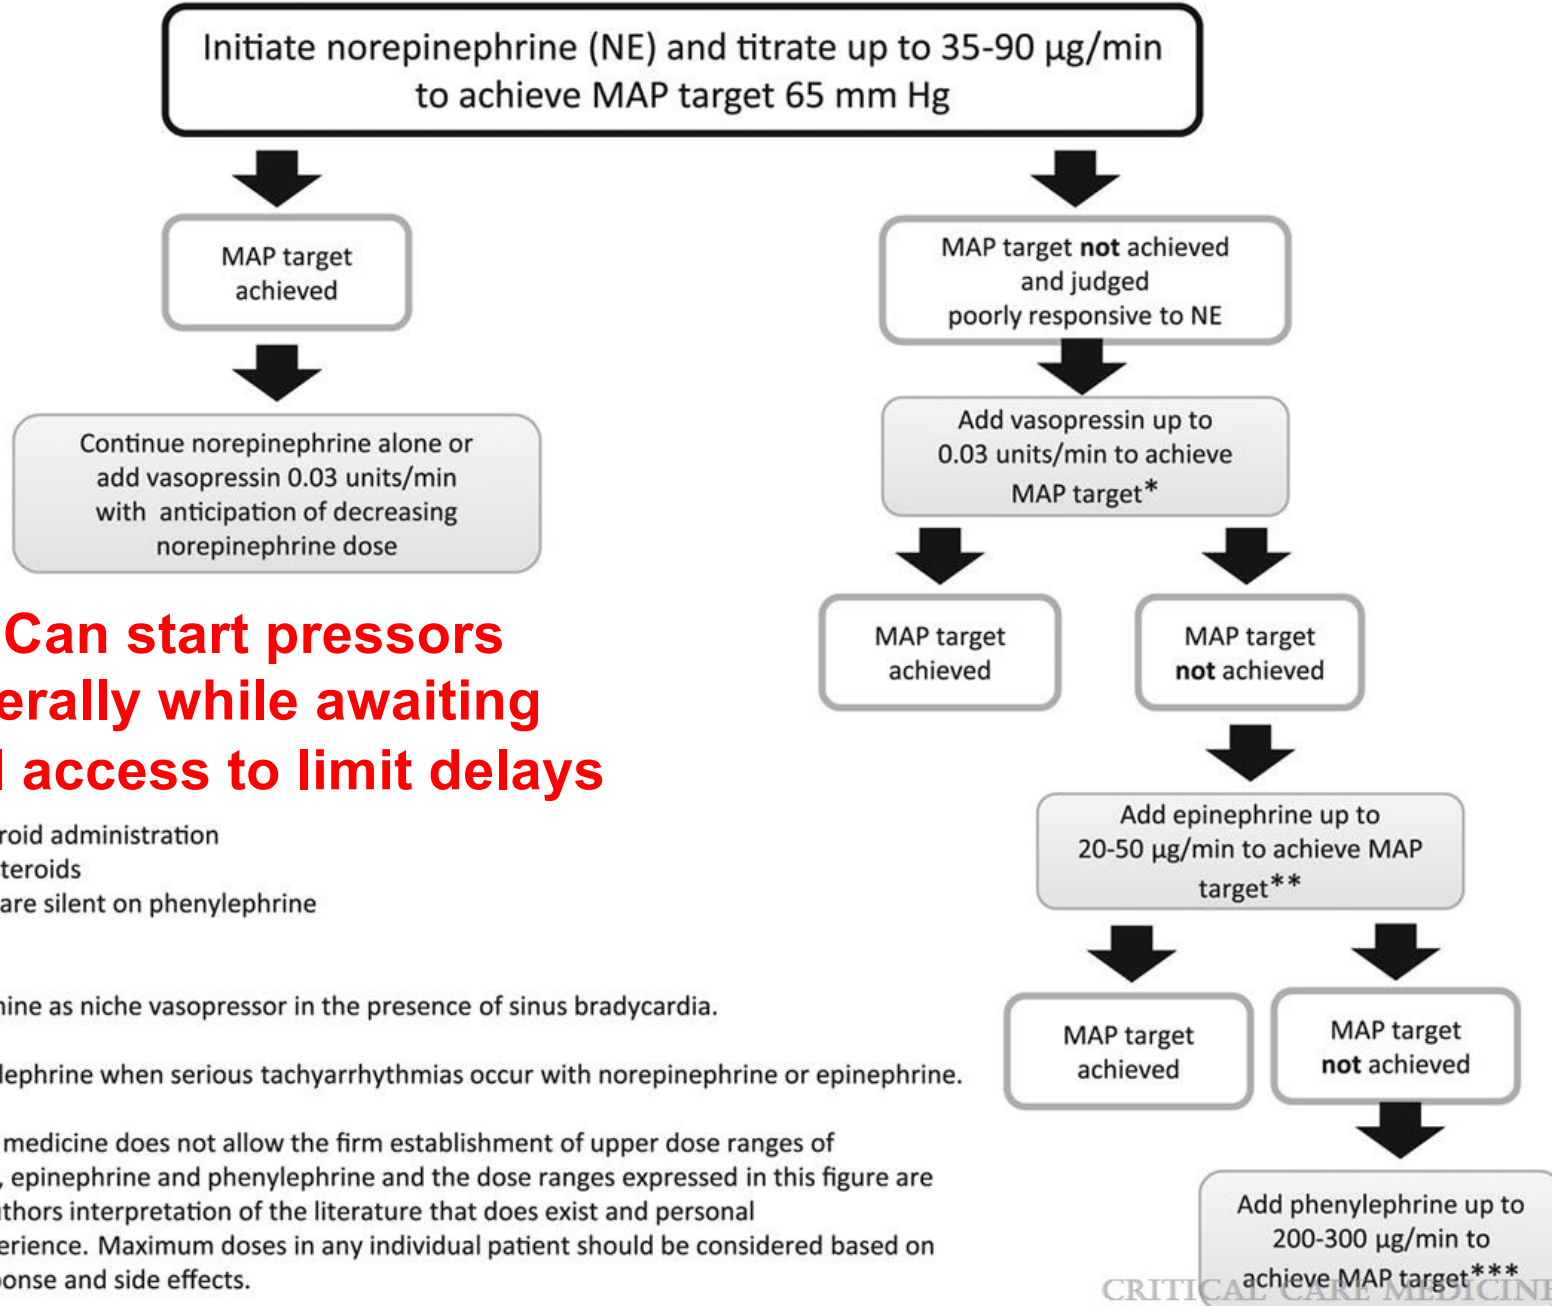 Initiate norepinephrine (NE) and titrate up to 35-90 µg/min
to achieve MAP target 65 mm Hg
MAP target
achieved
MAP target not achieved
and judged
poorly responsive to NE
Continue norepinephrine alone or
add vasopressin 0.03 units/min
with anticipation of decreasing
norepinephrine dose
Add vasopressin up to
0.03 units/min to achieve
MAP target*
MAP target
achieved
MAP target
not achieved
Can start pressors
erally while awaiting
l access to limit delays
Add epinephrine up to
20-50 µg/min to achieve MAP
target**
roid administration
teroids
are silent on phenylephrine
MAP target
achieved
MAP target
not achieved
nine as niche vasopressor in the presence of sinus bradycardia.
lephrine when serious tachyarrhythmias occur with norepinephrine or epinephrine.
medicine does not allow the firm establishment of upper dose ranges of
, epinephrine and phenylephrine and the dose ranges expressed in this figure are
uthors interpretation of the literature that does exist and personal
erience. Maximum doses in any individual patient should be considered based on
onse and side effects.
Add phenylephrine up to
200-300 µg/min to
achieve MAP target***
CRITICAL CARE MEDICINE